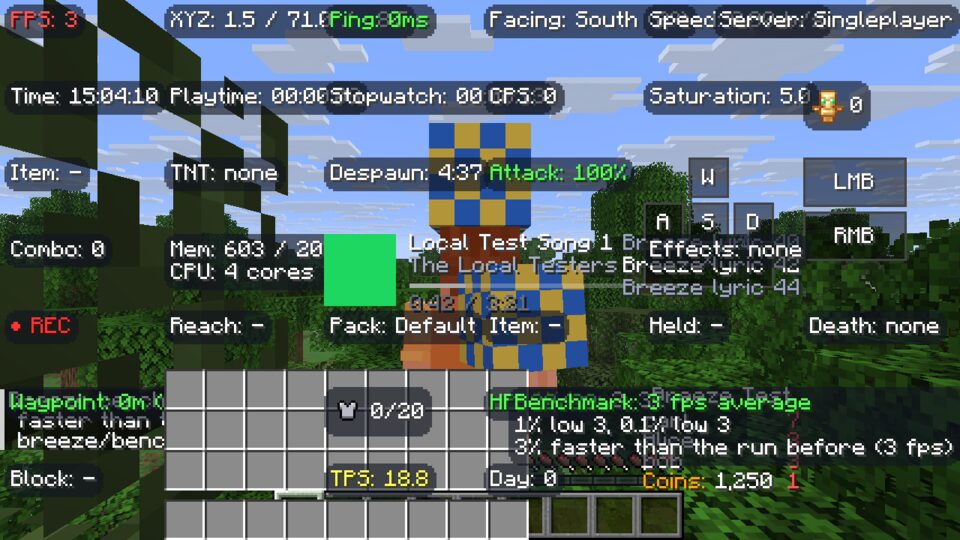 FPS: 3
XYZ: 1.5 / 71.0
Ping: 0ms
Facing: South
Speed
Server: Singleplayer
Time: 15:04:10
Playtime: 00:00
Stopwatch: 00
CPS: 0
Saturation: 5.0
0
Item: -
TNT: none
Despawn: 4:37
Attack: 100%
W
LMB
A
S
D
RMB
Combo: 0
Mem: 603 / 20
CPU: 4 cores
Local Test Song 1
The Local Testers
0:42 / 3:31
Effects: none
Breeze lyric 42
Breeze lyric 44
REC
Reach: -
Pack: Default
Item: -
Held: -
Death: none
Waypoint: 0m
faster than
breeze/benc
0/20
Breeze Test
Benchmark: 3 fps average
1% low 3, 0.1% low 3
3% faster than the run before (3 fps)
Block: -
TPS: 18.8
Day: 0
Coins: 1,250
1